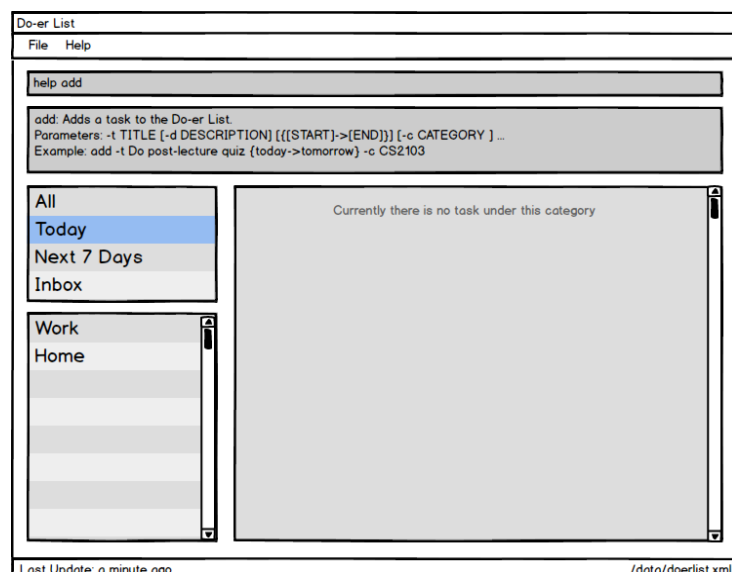 Do-er List
File Help
help add
add: Adds a task to the Do-er List.
Parameters: -t TITLE [-d DESCRIPTION] [{[START]->[END]}] [-c CATEGORY ] ...
Example: add -t Do post-lecture quiz {today->tomorrow} -c CS2103
All
Today
Next 7 Days
Inbox
Currently there is no task under this category
Work
Home
Last Update: a minute ago
/data/doerlist.xml